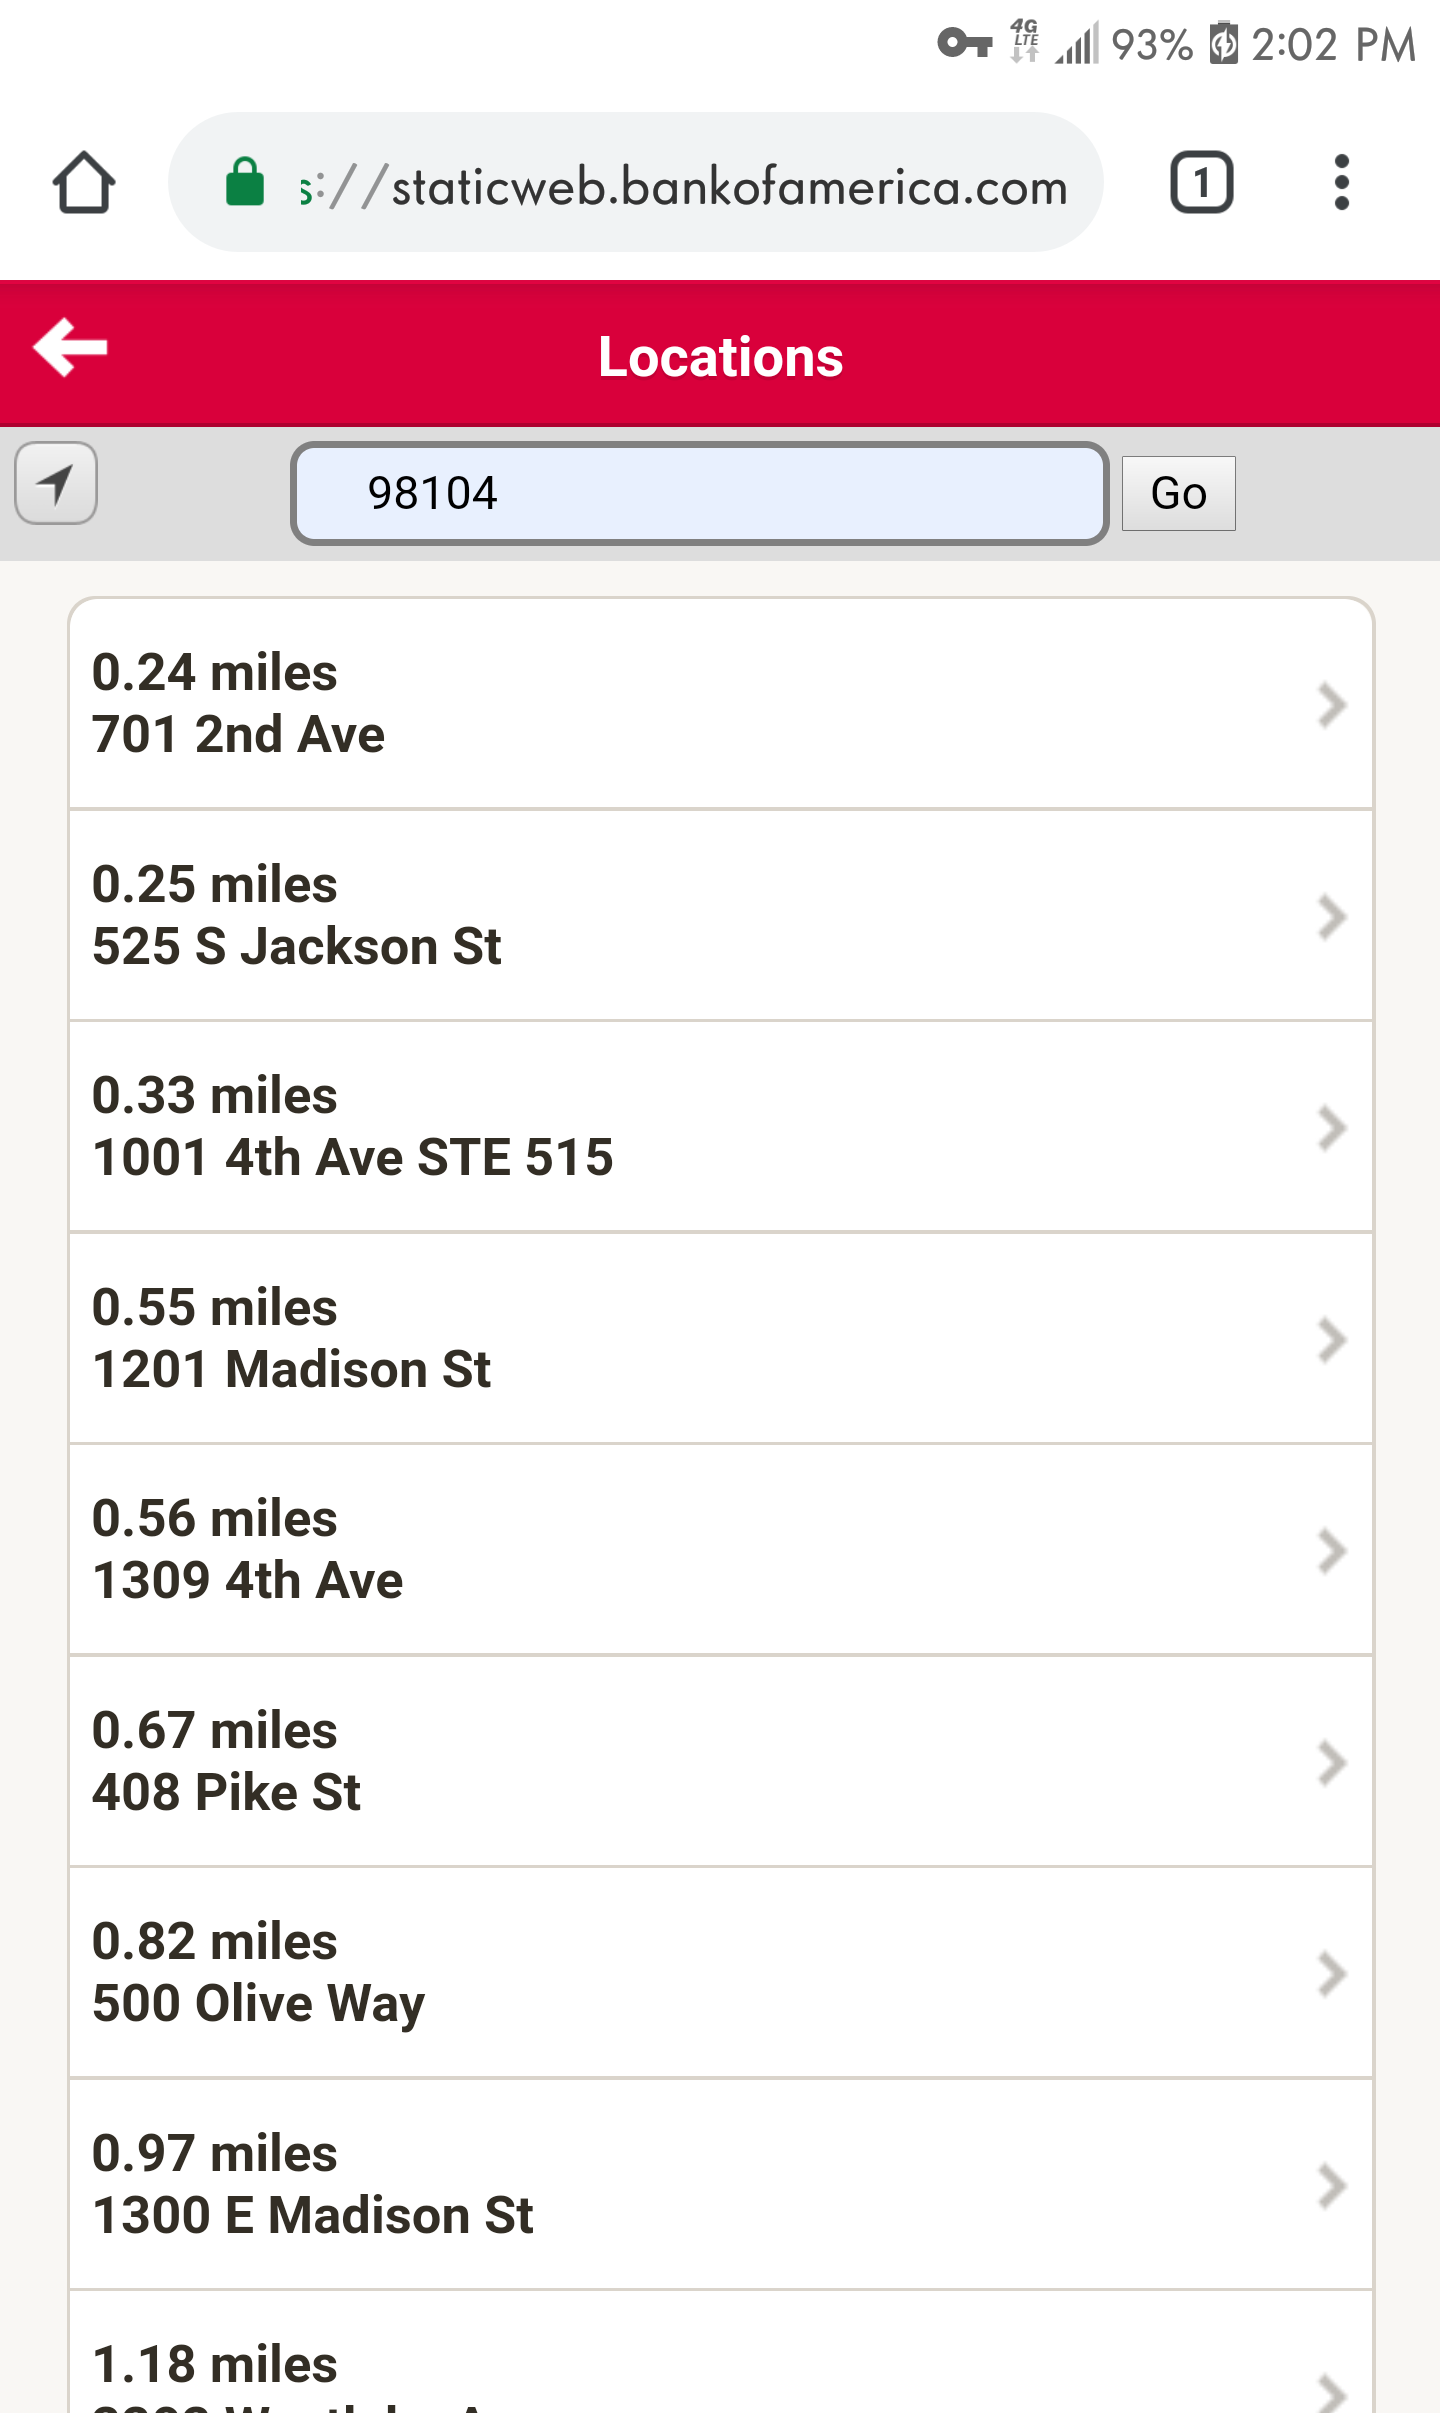 4G LTE 93% 2:02 PM
s://staticweb.bankofamerica.com 1
Locations
98104 Go
0.24 miles
701 2nd Ave
0.25 miles
525 S Jackson St
0.33 miles
1001 4th Ave STE 515
0.55 miles
1201 Madison St
0.56 miles
1309 4th Ave
0.67 miles
408 Pike St
0.82 miles
500 Olive Way
0.97 miles
1300 E Madison St
1.18 miles